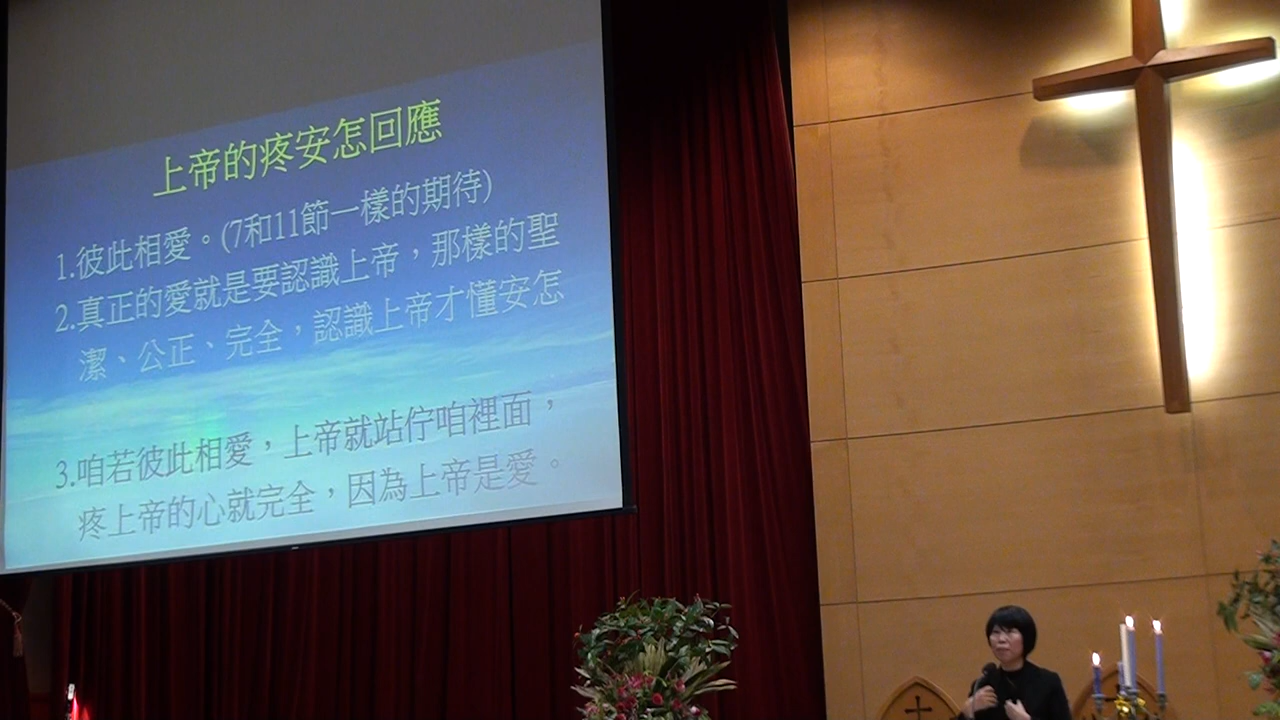 上帝的疼安怎回應
1.彼此相愛。(7和11節一樣的期待)
2.真正的愛就是要認識上帝，那樣的聖
潔、公正、完全，認識上帝才懂安怎
3.咱若彼此相愛，上帝就站佇咱裡面，
疼上帝的心就完全，因為上帝是愛。